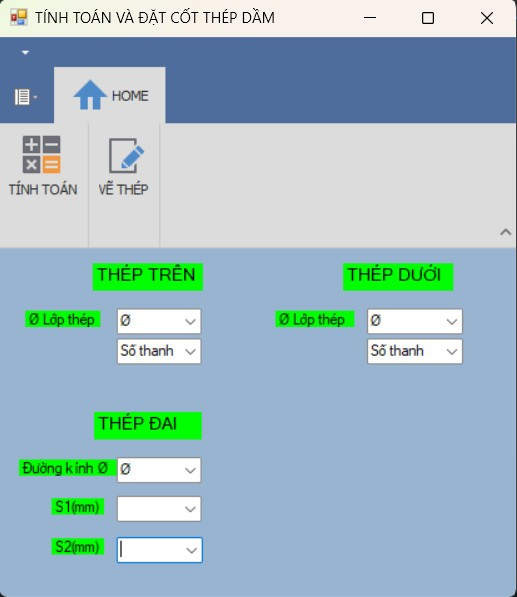 TÍNH TOÁN VÀ ĐẶT CỐT THÉP DẦM
HOME
TÍNH TOÁN
VẼ THÉP
THÉP TRÊN
THÉP DƯỚI
Ø Lớp thép
Ø
Ø Lớp thép
Ø
Số thanh
Số thanh
THÉP ĐAI
Đường kính Ø
Ø
S1(mm)
S2(mm)